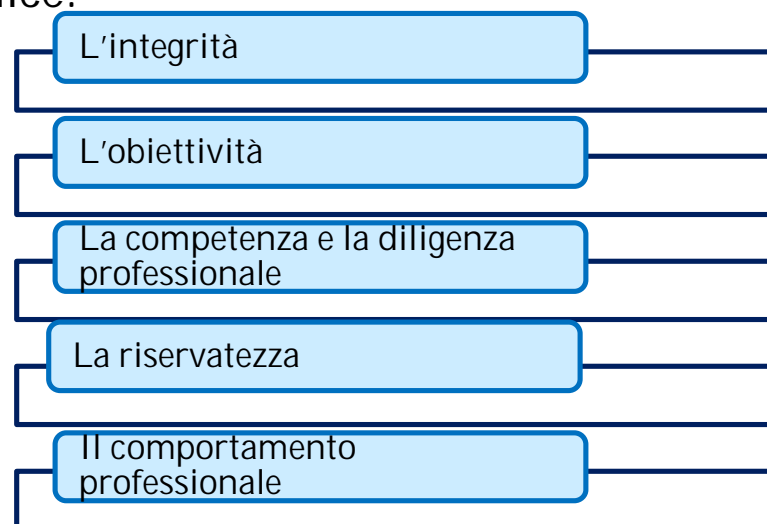 L'integrità
L'obiettività
La competenza e la diligenza
professionale
La riservatezza
Il comportamento
professionale